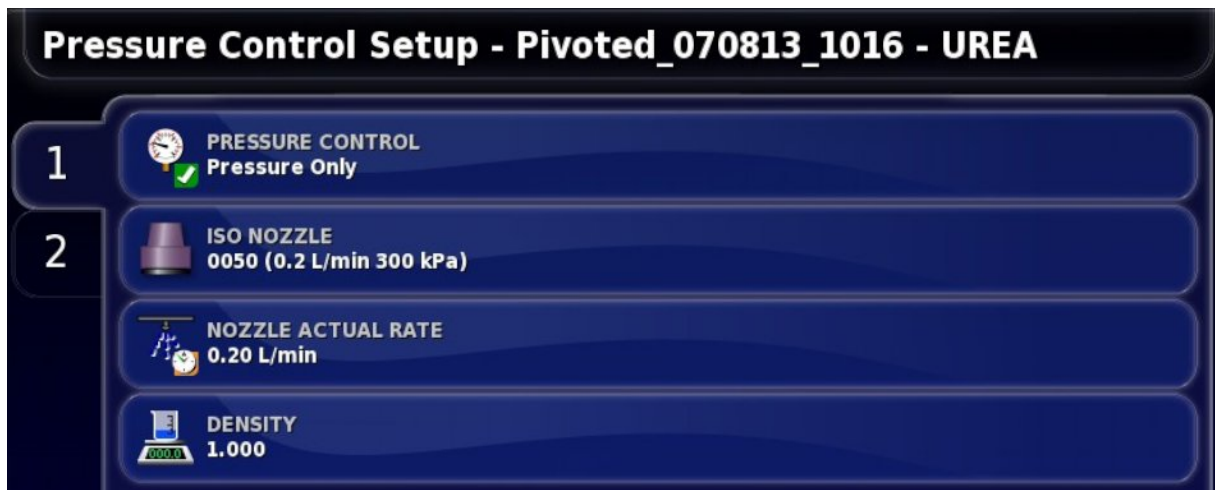 Pressure Control Setup - Pivoted_070813_1016 - UREA
1
PRESSURE CONTROL
Pressure Only
2
ISO NOZZLE
0050 (0.2 L/min 300 kPa)
NOZZLE ACTUAL RATE
0.20 L/min
000.0
DENSITY
1.000